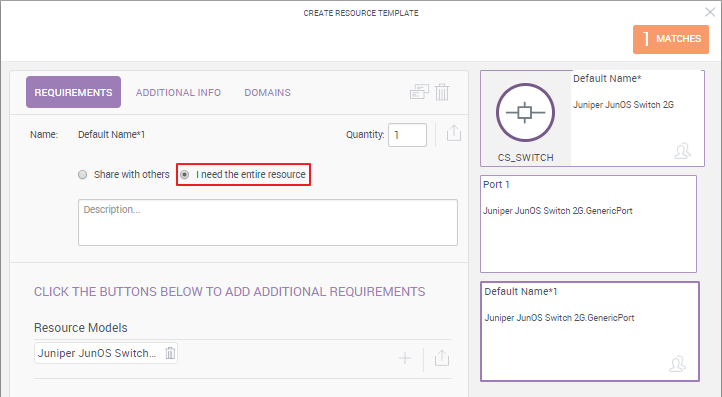 CREATE RESOURCE TEMPLATE
1 MATCHES
REQUIREMENTS ADDITIONAL INFO DOMAINS
Name: Default Name*1 Quantity: 1
Share with others I need the entire resource
Description...
CLICK THE BUTTONS BELOW TO ADD ADDITIONAL REQUIREMENTS
Resource Models
Juniper JunOS Switch...
Default Name*
Juniper JunOS Switch 2G
CS_SWITCH
Port 1
Juniper JunOS Switch 2G.GenericPort
Default Name*1
Juniper JunOS Switch 2G.GenericPort